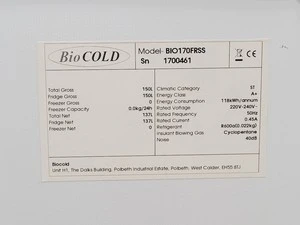 BioCOLD
Model- BIO170FRSS
Sn 1700461
CE
Total Gross 150L
Fridge Gross 150L
Freezer Gross 0
Freezer Capacity 0.0kg/24h
Total Net 137L
Fridge Net 137L
Freezer Net 0
Climatic Category ST
Energy Class A+
Energy Consumption 118kWh/annum
Rated Voltage 220V-240V~
Rated Frequency 50Hz
Rated Current 0.45A
Refrigerant R600a(0.022kg)
Insulant Blowing Gas Cyclopentane
Noise 40dB
Biocold
Unit H1, The Dalks Building, Polbeth Industrial Estate, Polbeth, West Calder, EH55 8TJ